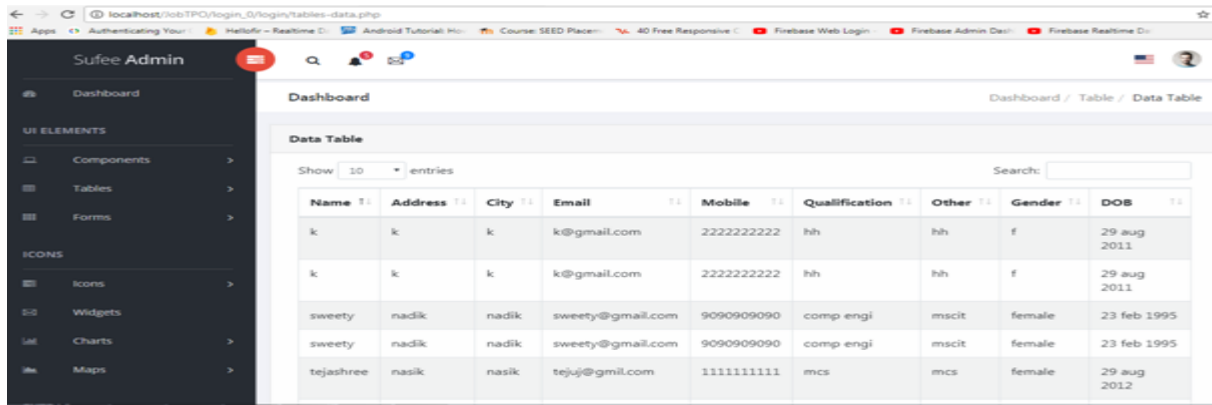 localhost/JobTPO/login_0/login/tables-data.php
Apps Authenticating Your Hellofir – Realtime D Android Tutorial: Ho Course: SEED Placem 40 Free Responsive C Firebase Web Login - Firebase Admin Dash Firebase Realtime Da
Sufee Admin
Dashboard
UI ELEMENTS
Components
Tables
Forms
ICONS
Icons
Widgets
Charts
Maps
Dashboard
Dashboard / Table / Data Table
Data Table
Show 10 entries Search:
Name Address City Email Mobile Qualification Other Gender DOB
k k k k@gmail.com 2222222222 hh hh f 29 aug
2011
k k k k@gmail.com 2222222222 hh hh f 29 aug
2011
sweety nadik nadik sweety@gmail.com 9090909090 comp engi mscit female 23 feb 1995
sweety nadik nadik sweety@gmail.com 9090909090 comp engi mscit female 23 feb 1995
tejashree nasik nasik tejuj@gmil.com 1111111111 mcs mcs female 29 aug
2012